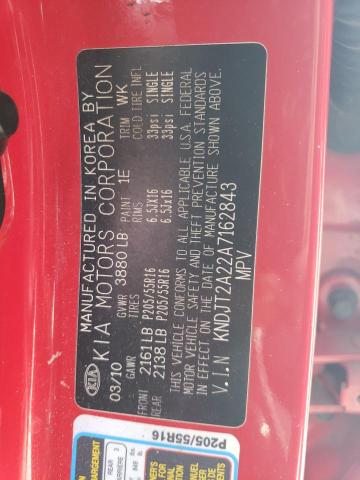 MANUFACTURED IN KOREA BY
KIA KIA MOTORS CORPORATION
03/10 GVWR 3880 LB PAINT 1E TRIM WK
GAWR TIRES RIMS COLD TIRE INFL
FRONT 2161LB P205/55R16 6.5JX16 33psi SINGLE
REAR 2138LB P205/55R16 6.5JX16 33psi SINGLE
THIS VEHICLE CONFORMS TO ALL APPLICABLE U.S.A. FEDERAL
MOTOR VEHICLE SAFETY AND THEFT PREVENTION STANDARDS
IN EFFECT ON THE DATE OF MANUFACTURE SHOWN ABOVE.
V.I.N KNDJT2A22A7162843
MPV
P205/55R16